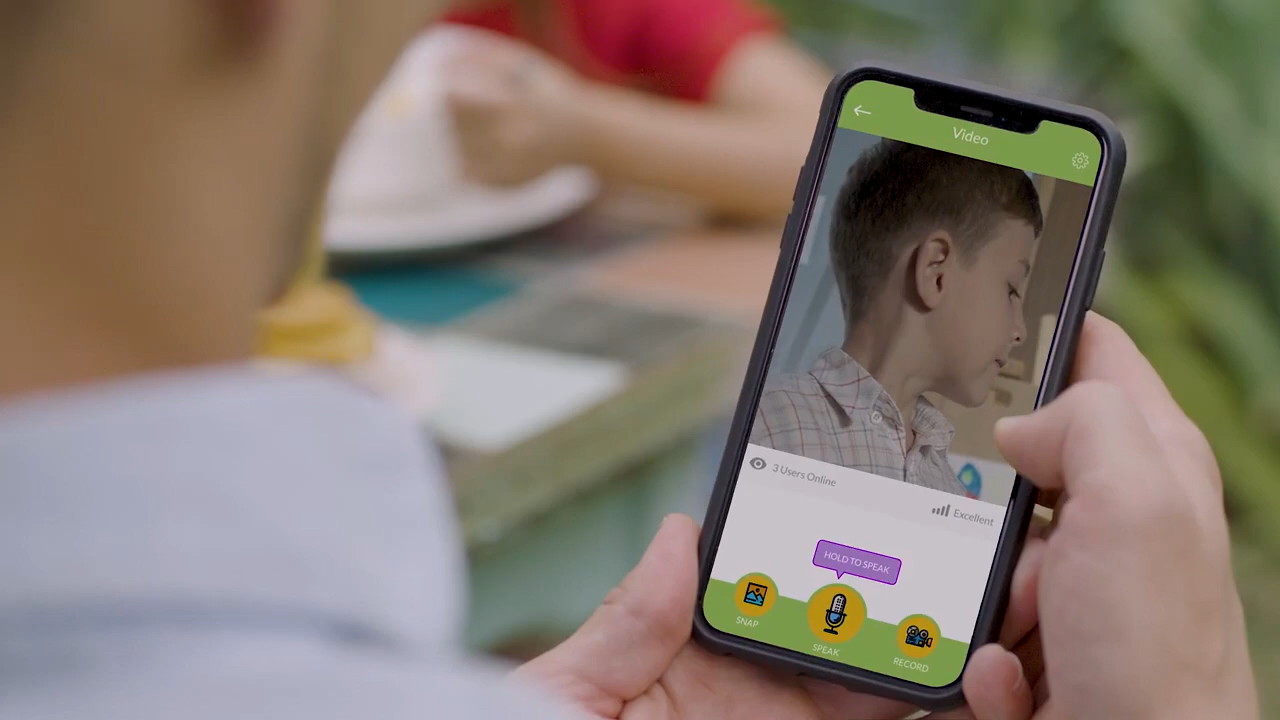 Video
3 Users Online
Excellent
HOLD TO SPEAK
SNAP
SPEAK
RECORD